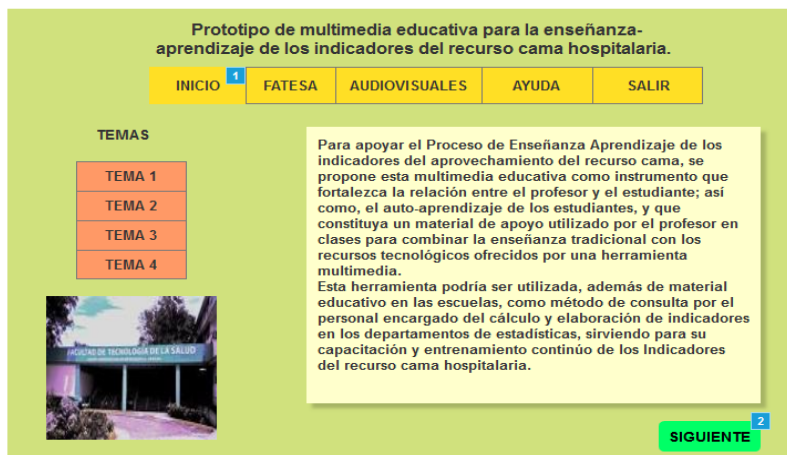 Prototipo de multimedia educativa para la enseñanza-
aprendizaje de los indicadores del recurso cama hospitalaria.
INICIO 1 FATESA AUDIOVISUALES AYUDA SALIR
TEMAS
TEMA 1
TEMA 2
TEMA 3
TEMA 4
FACULTAD DE TECNOLOGÍA DE LA SALUD
Para apoyar el Proceso de Enseñanza Aprendizaje de los
indicadores del aprovechamiento del recurso cama, se
propone esta multimedia educativa como instrumento que
fortalezca la relación entre el profesor y el estudiante; así
como, el auto-aprendizaje de los estudiantes, y que
constituya un material de apoyo utilizado por el profesor en
clases para combinar la enseñanza tradicional con los
recursos tecnológicos ofrecidos por una herramienta
multimedia.
Esta herramienta podría ser utilizada, además de material
educativo en las escuelas, como método de consulta por el
personal encargado del cálculo y elaboración de indicadores
en los departamentos de estadísticas, sirviendo para su
capacitación y entrenamiento continúo de los Indicadores
del recurso cama hospitalaria.
2
SIGUIENTE